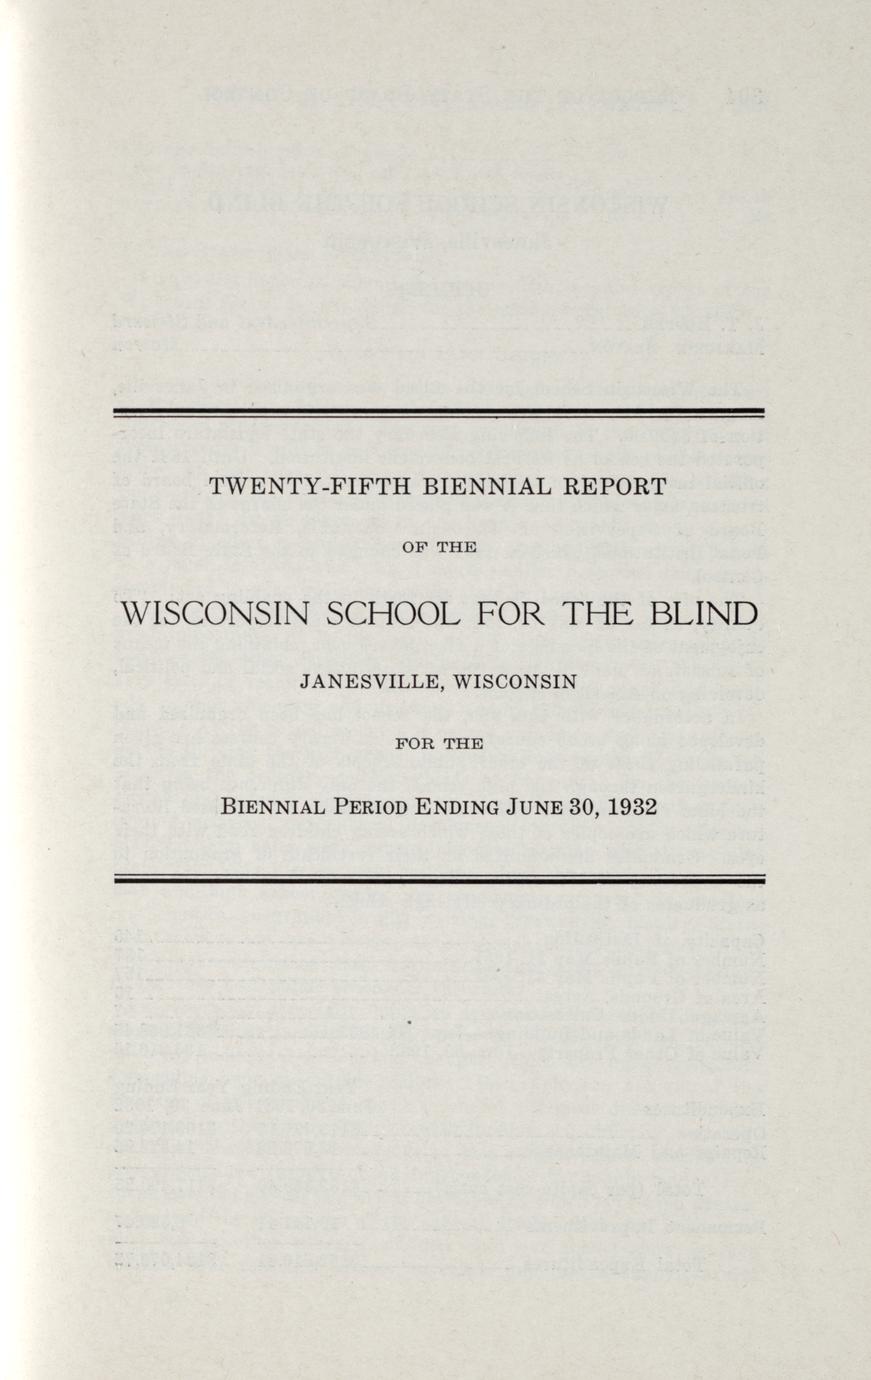 TWENTY-FIFTH BIENNIAL REPORT
OF THE
WISCONSIN SCHOOL FOR THE BLIND
JANESVILLE, WISCONSIN
FOR THE
BIENNIAL PERIOD ENDING JUNE 30, 1932